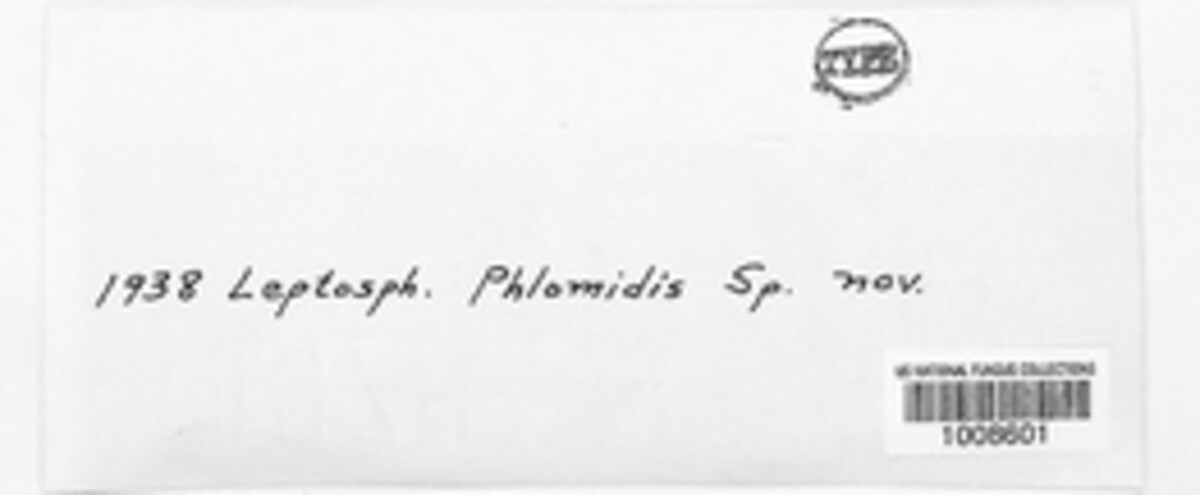 TYPE
1938 Leptosph. Phlomidis Sp. nov.
US NATIONAL FUNGUS COLLECTIONS
1008601